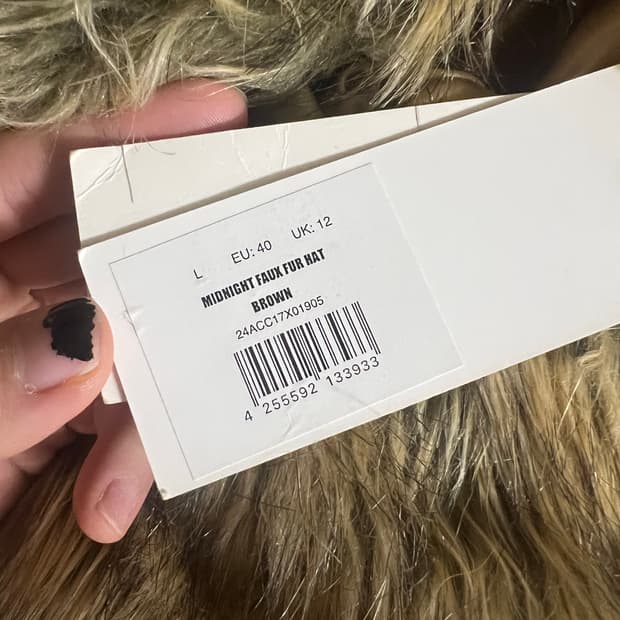 L EU: 40 UK: 12
MIDNIGHT FAUX FUR HAT
BROWN
24ACC17X01905
4 255592 133933